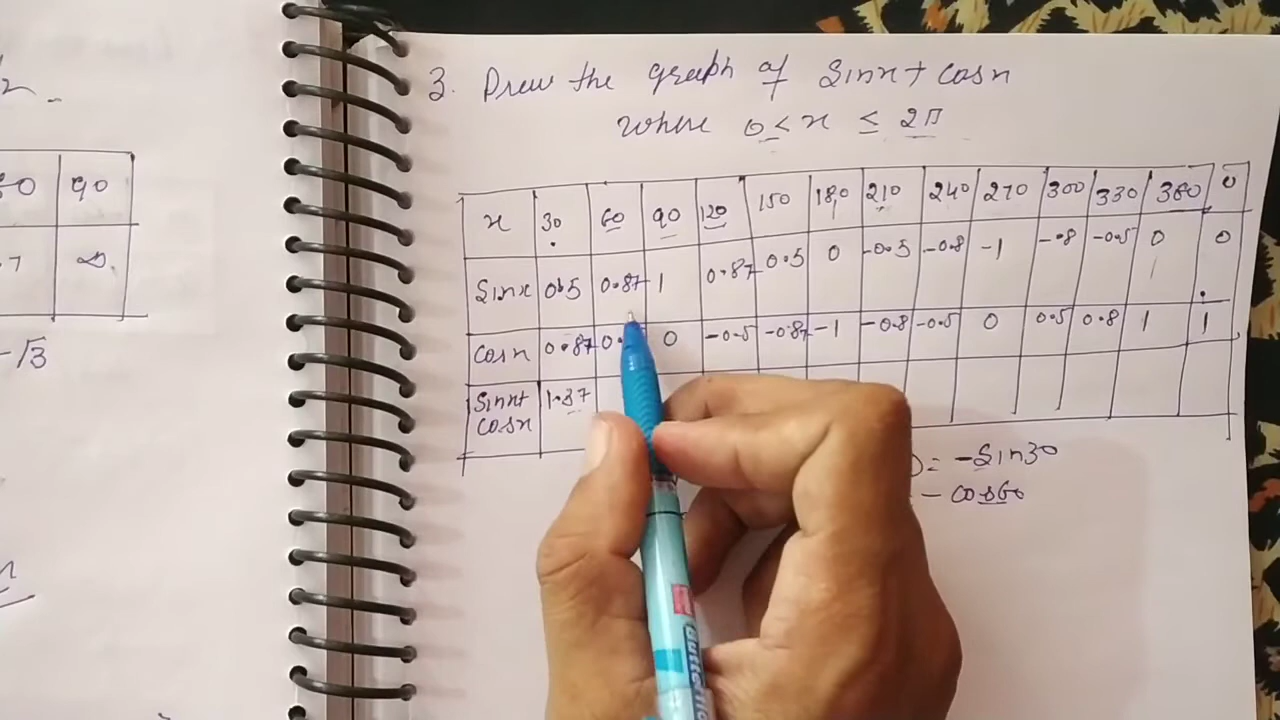 3. Draw the graph of Sinx + cosx
where 0 < x ≤ 2π
x 30 60 90 120 150 180 210 240 270 300 330 360 0
Sinx 0.5 0.87 1 0.87 0.5 0 -0.5 -0.8 -1 -.8 -0.5 0 0
cosx 0.87 0 -0.5 -0.87 -1 -0.8 -0.5 0 0.5 0.8 1 1
Sinx+ 1.37
cosx
= -Sin30
- cos60
90
∞.
-√3